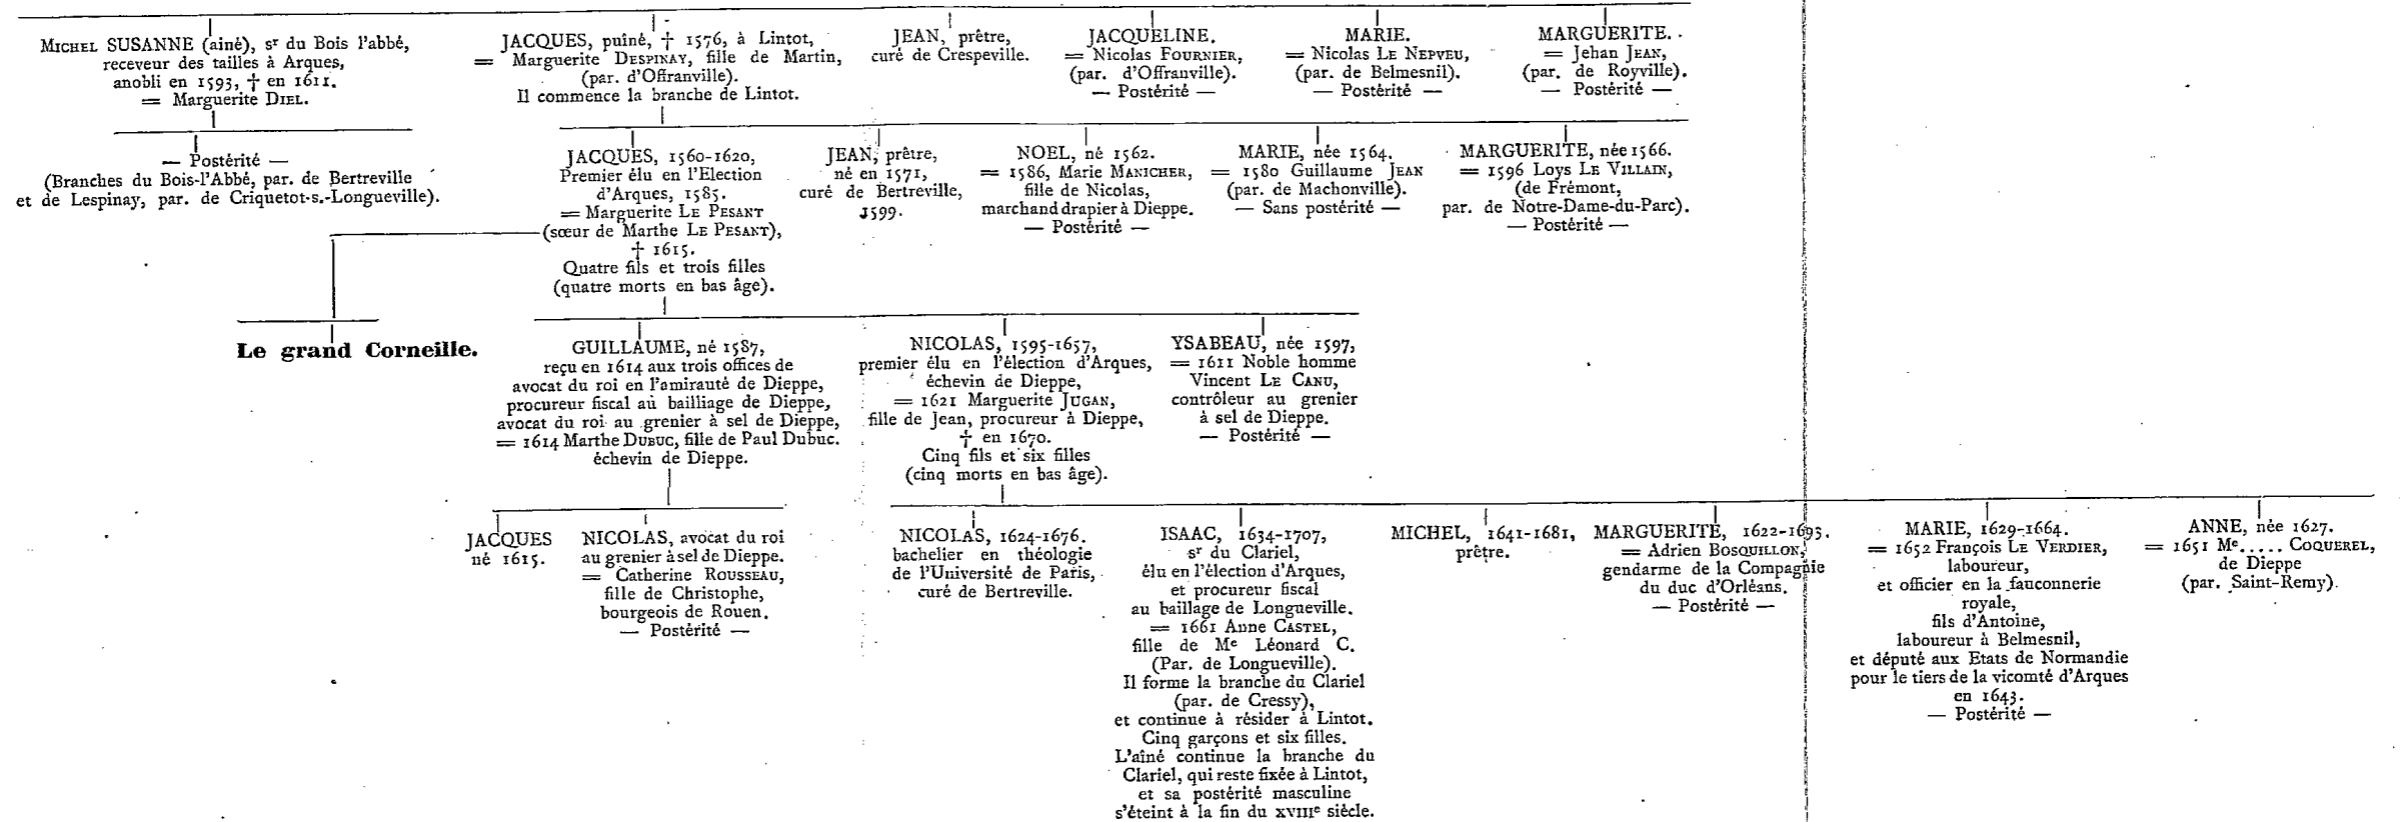 MICHEL SUSANNE (ainé), sr du Bois l'abbé,
receveur des tailles à Arques,
anobli en 1593, † en 1611.
= Marguerite DIEL.
JACQUES, puîné, † 1576, à Lintot,
= Marguerite DESPINAY, fille de Martin,
(par. d'Offranville).
Il commence la branche de Lintot.
JEAN, prêtre,
curé de Crespeville.
JACQUELINE.
= Nicolas FOURNIER,
(par. d'Offranville).
— Postérité —
MARIE.
= Nicolas LE NEPVEU,
(par. de Belmesnil).
— Postérité —
MARGUERITE.
= Jehan JEAN,
(par. de Royville).
— Postérité —
— Postérité —
(Branches du Bois-l'Abbé, par. de Bertreville
et de Lespinay, par. de Criquetot-s.-Longueville).
JACQUES, 1560-1620,
Premier élu en l'Election
d'Arques, 1585.
= Marguerite LE PESANT
(sœur de Marthe LE PESANT),
† 1615.
Quatre fils et trois filles
(quatre morts en bas âge).
JEAN, prêtre,
né en 1571,
curé de Bertreville,
1599.
NOEL, né 1562.
= 1586, Marie MANICHER,
fille de Nicolas,
marchand drapier à Dieppe.
— Postérité —
MARIE, née 1564.
= 1580 Guillaume JEAN
(par. de Machonville).
— Sans postérité —
MARGUERITE, née 1566.
= 1596 Loys LE VILLAIN,
(de Frémont,
par. de Notre-Dame-du-Parc).
— Postérité —
Le grand Corneille.
GUILLAUME, né 1587,
reçu en 1614 aux trois offices de
avocat du roi en l'amirauté de Dieppe,
procureur fiscal au bailliage de Dieppe,
avocat du roi au grenier à sel de Dieppe,
= 1614 Marthe DUBUC, fille de Paul Dubuc.
échevin de Dieppe.
NICOLAS, 1595-1657,
premier élu en l'élection d'Arques,
échevin de Dieppe,
= 1621 Marguerite JUGAN,
fille de Jean, procureur à Dieppe,
† en 1670.
Cinq fils et six filles
(cinq morts en bas âge).
YSABEAU, née 1597,
= 1611 Noble homme
Vincent LE CANU,
contrôleur au grenier
à sel de Dieppe.
— Postérité —
JACQUES
né 1615.
NICOLAS, avocat du roi
au grenier à sel de Dieppe.
= Catherine ROUSSEAU,
fille de Christophe,
bourgeois de Rouen.
— Postérité —
NICOLAS, 1624-1676.
bachelier en théologie
de l'Université de Paris,
curé de Bertreville.
ISAAC, 1634-1707,
sr du Clariel,
élu en l'élection d'Arques,
et procureur fiscal
au baillage de Longueville.
= 1661 Anne CASTEL,
fille de Me Léonard C.
(Par. de Longueville).
Il forme la branche du Clariel
(par. de Cressy),
et continue à résider à Lintot.
Cinq garçons et six filles.
L'aîné continue la branche du
Clariel, qui reste fixée à Lintot,
et sa postérité masculine
s'éteint à la fin du XVIIIe siècle.
MICHEL, 1641-1681,
prêtre.
MARGUERITE, 1622-1693.
= Adrien BOSQUILLON,
gendarme de la Compagnie
du duc d'Orléans.
— Postérité —
MARIE, 1629-1664.
= 1652 François LE VERDIER,
laboureur,
et officier en la fauconnerie
royale,
fils d'Antoine,
laboureur à Belmesnil,
et député aux Etats de Normandie
pour le tiers de la vicomté d'Arques
en 1643.
— Postérité —
ANNE, née 1627.
= 1651 Me..... COQUEREL,
de Dieppe
(par. Saint-Remy).